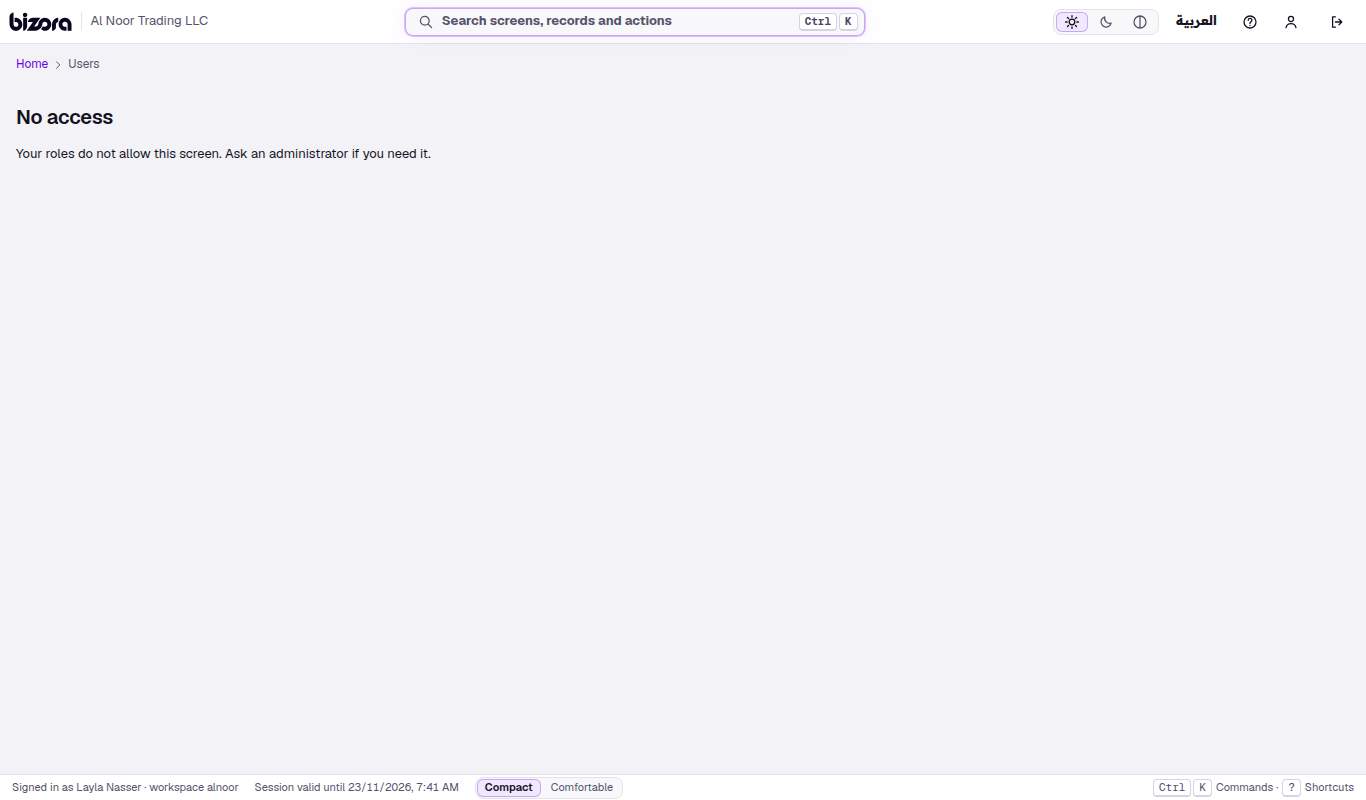 bizora Al Noor Trading LLC Search screens, records and actions Ctrl K العربية
Home > Users
No access
Your roles do not allow this screen. Ask an administrator if you need it.
Signed in as Layla Nasser · workspace alnoor Session valid until 23/11/2026, 7:41 AM Compact Comfortable Ctrl K Commands · ? Shortcuts